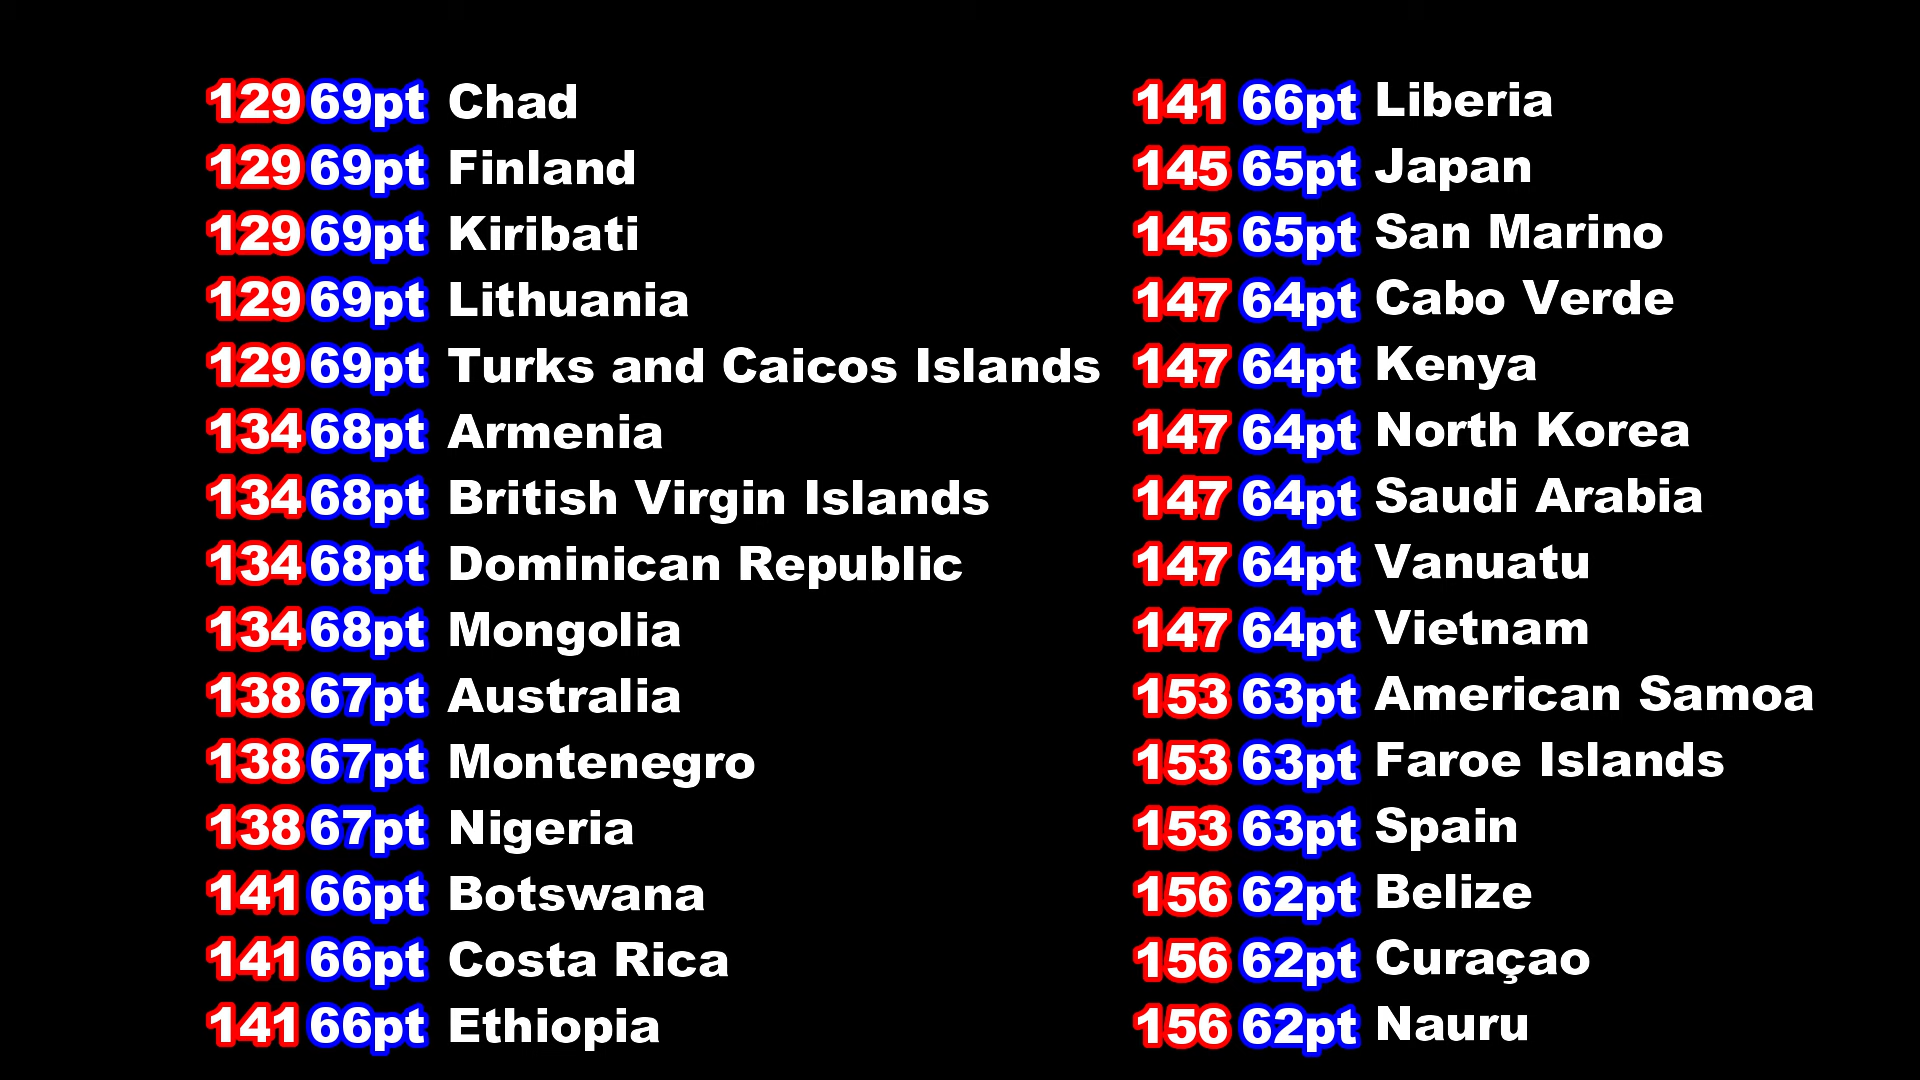 129 69pt Chad
129 69pt Finland
129 69pt Kiribati
129 69pt Lithuania
129 69pt Turks and Caicos Islands
134 68pt Armenia
134 68pt British Virgin Islands
134 68pt Dominican Republic
134 68pt Mongolia
138 67pt Australia
138 67pt Montenegro
138 67pt Nigeria
141 66pt Botswana
141 66pt Costa Rica
141 66pt Ethiopia
141 66pt Liberia
145 65pt Japan
145 65pt San Marino
147 64pt Cabo Verde
147 64pt Kenya
147 64pt North Korea
147 64pt Saudi Arabia
147 64pt Vanuatu
147 64pt Vietnam
153 63pt American Samoa
153 63pt Faroe Islands
153 63pt Spain
156 62pt Belize
156 62pt Curaçao
156 62pt Nauru